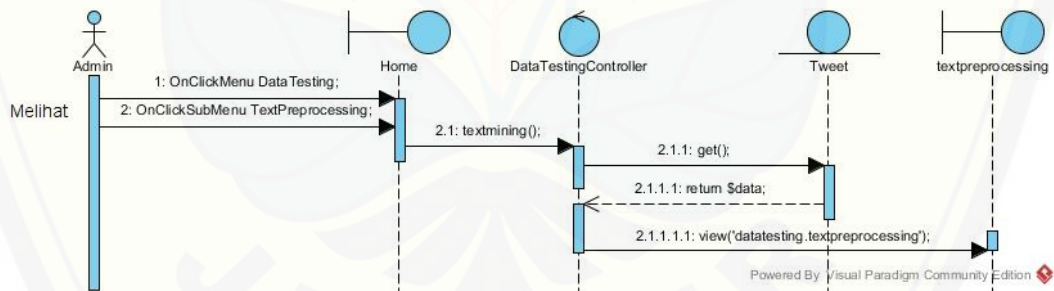 Admin
Home
DataTestingController
Tweet
textpreprocessing
1: OnClickMenu DataTesting;
Melihat
2: OnClickSubMenu TextPreprocessing;
2.1: textmining();
2.1.1: get();
2.1.1.1: return $data;
2.1.1.1.1: view('datatesting.textpreprocessing');
Powered By Visual Paradigm Community Edition